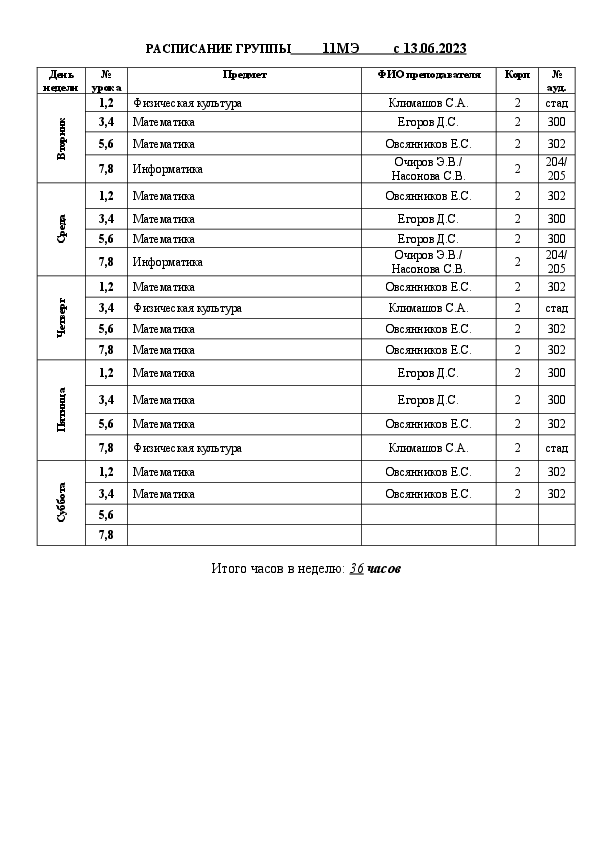 РАСПИСАНИЕ ГРУППЫ 11МЭ с 13.06.2023
День недели № урока Предмет ФИО преподавателя Корп № ауд.
Вторник
1,2 Физическая культура Климашов С.А. 2 стад
3,4 Математика Егоров Д.С. 2 300
5,6 Математика Овсянников Е.С. 2 302
7,8 Информатика Очиров Э.В./ Насонова С.В. 2 204/ 205
Среда
1,2 Математика Овсянников Е.С. 2 302
3,4 Математика Егоров Д.С. 2 300
5,6 Математика Егоров Д.С. 2 300
7,8 Информатика Очиров Э.В./ Насонова С.В. 2 204/ 205
Четверг
1,2 Математика Овсянников Е.С. 2 302
3,4 Физическая культура Климашов С.А. 2 стад
5,6 Математика Овсянников Е.С. 2 302
7,8 Математика Овсянников Е.С. 2 302
Пятница
1,2 Математика Егоров Д.С. 2 300
3,4 Математика Егоров Д.С. 2 300
5,6 Математика Овсянников Е.С. 2 302
7,8 Физическая культура Климашов С.А. 2 стад
Суббота
1,2 Математика Овсянников Е.С. 2 302
3,4 Математика Овсянников Е.С. 2 302
5,6
7,8
Итого часов в неделю: 36 часов